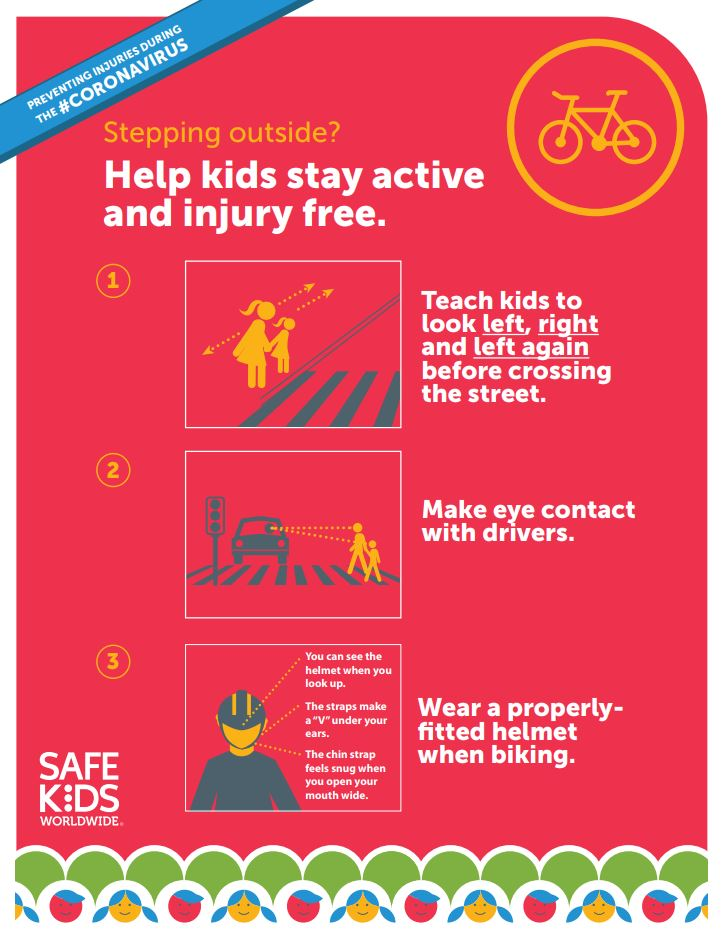 PREVENTING INJURIES DURING
THE #CORONAVIRUS
Stepping outside?
Help kids stay active
and injury free.
1
Teach kids to
look left, right
and left again
before crossing
the street.
2
Make eye contact
with drivers.
3
You can see the
helmet when you
look up.
The straps make
a "V" under your
ears.
The chin strap
feels snug when
you open your
mouth wide.
Wear a properly-
fitted helmet
when biking.
SAFE
KIDS
WORLDWIDE®